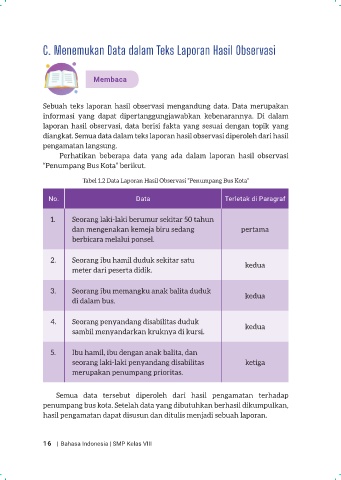 C. Menemukan Data dalam Teks Laporan Hasil Observasi
Membaca
Sebuah teks laporan hasil observasi mengandung data. Data merupakan
informasi yang dapat dipertanggungjawabkan kebenarannya. Di dalam
laporan hasil observasi, data berisi fakta yang sesuai dengan topik yang
diangkat. Semua data dalam teks laporan hasil observasi diperoleh dari hasil
pengamatan langsung.
Perhatikan beberapa data yang ada dalam laporan hasil observasi
"Penumpang Bus Kota" berikut.
Tabel 1.2 Data Laporan Hasil Observasi "Penumpang Bus Kota"
No. Data Terletak di Paragraf
1. Seorang laki-laki berumur sekitar 50 tahun
dan mengenakan kemeja biru sedang
berbicara melalui ponsel.
pertama
2. Seorang ibu hamil duduk sekitar satu
meter dari peserta didik.
kedua
3. Seorang ibu memangku anak balita duduk
di dalam bus.
kedua
4. Seorang penyandang disabilitas duduk
sambil menyandarkan kruknya di kursi.
kedua
5. Ibu hamil, ibu dengan anak balita, dan
seorang laki-laki penyandang disabilitas
merupakan penumpang prioritas.
ketiga
Semua data tersebut diperoleh dari hasil pengamatan terhadap
penumpang bus kota. Setelah data yang dibutuhkan berhasil dikumpulkan,
hasil pengamatan dapat disusun dan ditulis menjadi sebuah laporan.
16 | Bahasa Indonesia | SMP Kelas VIII